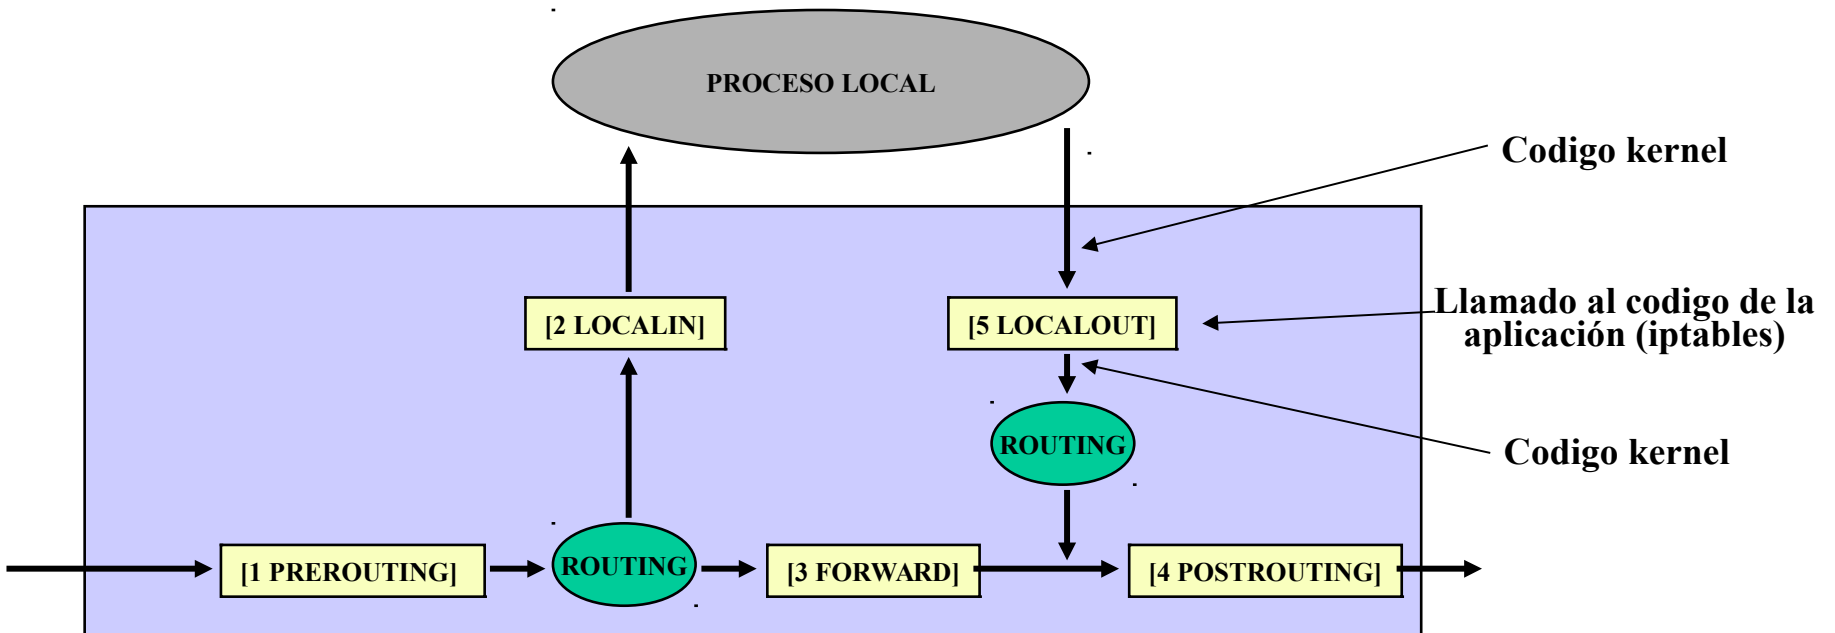 PROCESO LOCAL
Codigo kernel
[2 LOCALIN]
[5 LOCALOUT]
Llamado al codigo de la
aplicación (iptables)
ROUTING
Codigo kernel
[1 PREROUTING]
ROUTING
[3 FORWARD]
[4 POSTROUTING]